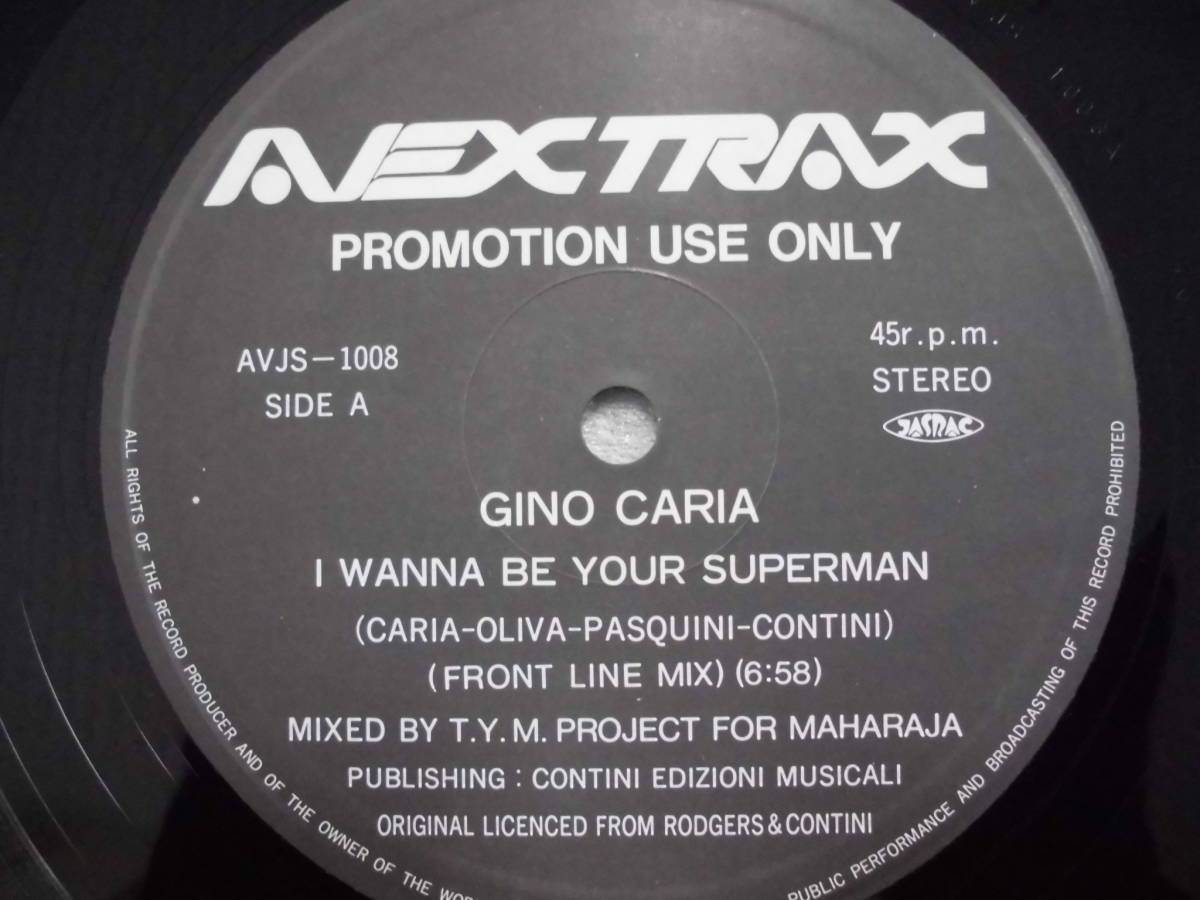 AVEX TRAX
PROMOTION USE ONLY
AVJS-1008
SIDE A
45r.p.m.
STEREO
JASRAC
GINO CARIA
I WANNA BE YOUR SUPERMAN
(CARIA-OLIVA-PASQUINI-CONTINI)
(FRONT LINE MIX) (6:58)
MIXED BY T.Y.M. PROJECT FOR MAHARAJA
PUBLISHING : CONTINI EDIZIONI MUSICALI
ORIGINAL LICENCED FROM RODGERS & CONTINI
ALL RIGHTS OF THE RECORD PRODUCER AND OF THE OWNER OF THE
PUBLIC PERFORMANCE AND BROADCASTING OF THIS RECORD PROHIBITED